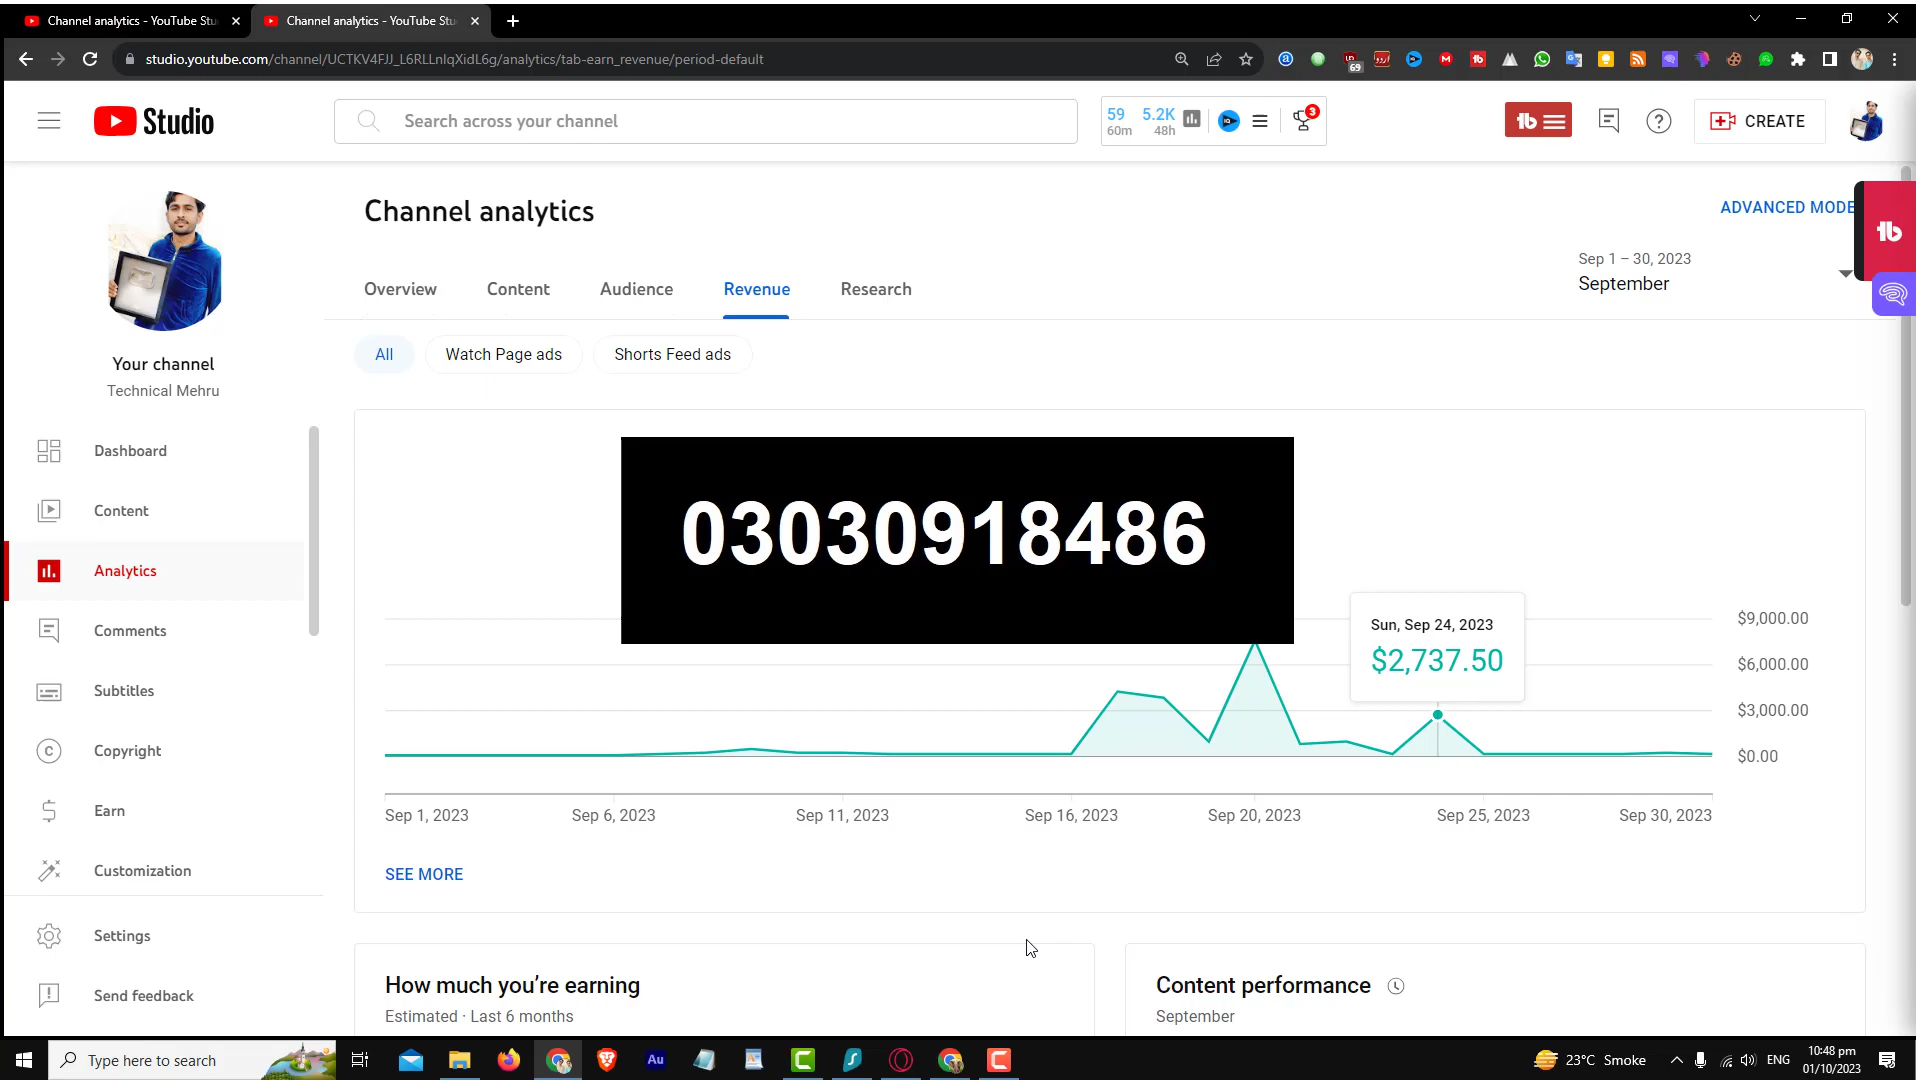 Channel analytics - YouTube Stu
Channel analytics - YouTube Stu
studio.youtube.com/channel/UCTKV4FJJ_L6RLLnIqXidL6g/analytics/tab-earn_revenue/period-default
69
Studio
Search across your channel
59 5.2K
60m 48h
3
CREATE
Channel analytics
ADVANCED MODE
Sep 1 – 30, 2023
September
Overview Content Audience Revenue Research
All Watch Page ads Shorts Feed ads
Your channel
Technical Mehru
Dashboard
Content
Analytics
Comments
Subtitles
Copyright
Earn
Customization
Settings
Send feedback
03030918486
Sun, Sep 24, 2023
$2,737.50
$9,000.00
$6,000.00
$3,000.00
$0.00
Sep 1, 2023 Sep 6, 2023 Sep 11, 2023 Sep 16, 2023 Sep 20, 2023 Sep 25, 2023 Sep 30, 2023
SEE MORE
How much you’re earning
Estimated · Last 6 months
Content performance
September
Type here to search
Au
23°C Smoke
ENG
10:48 pm
01/10/2023